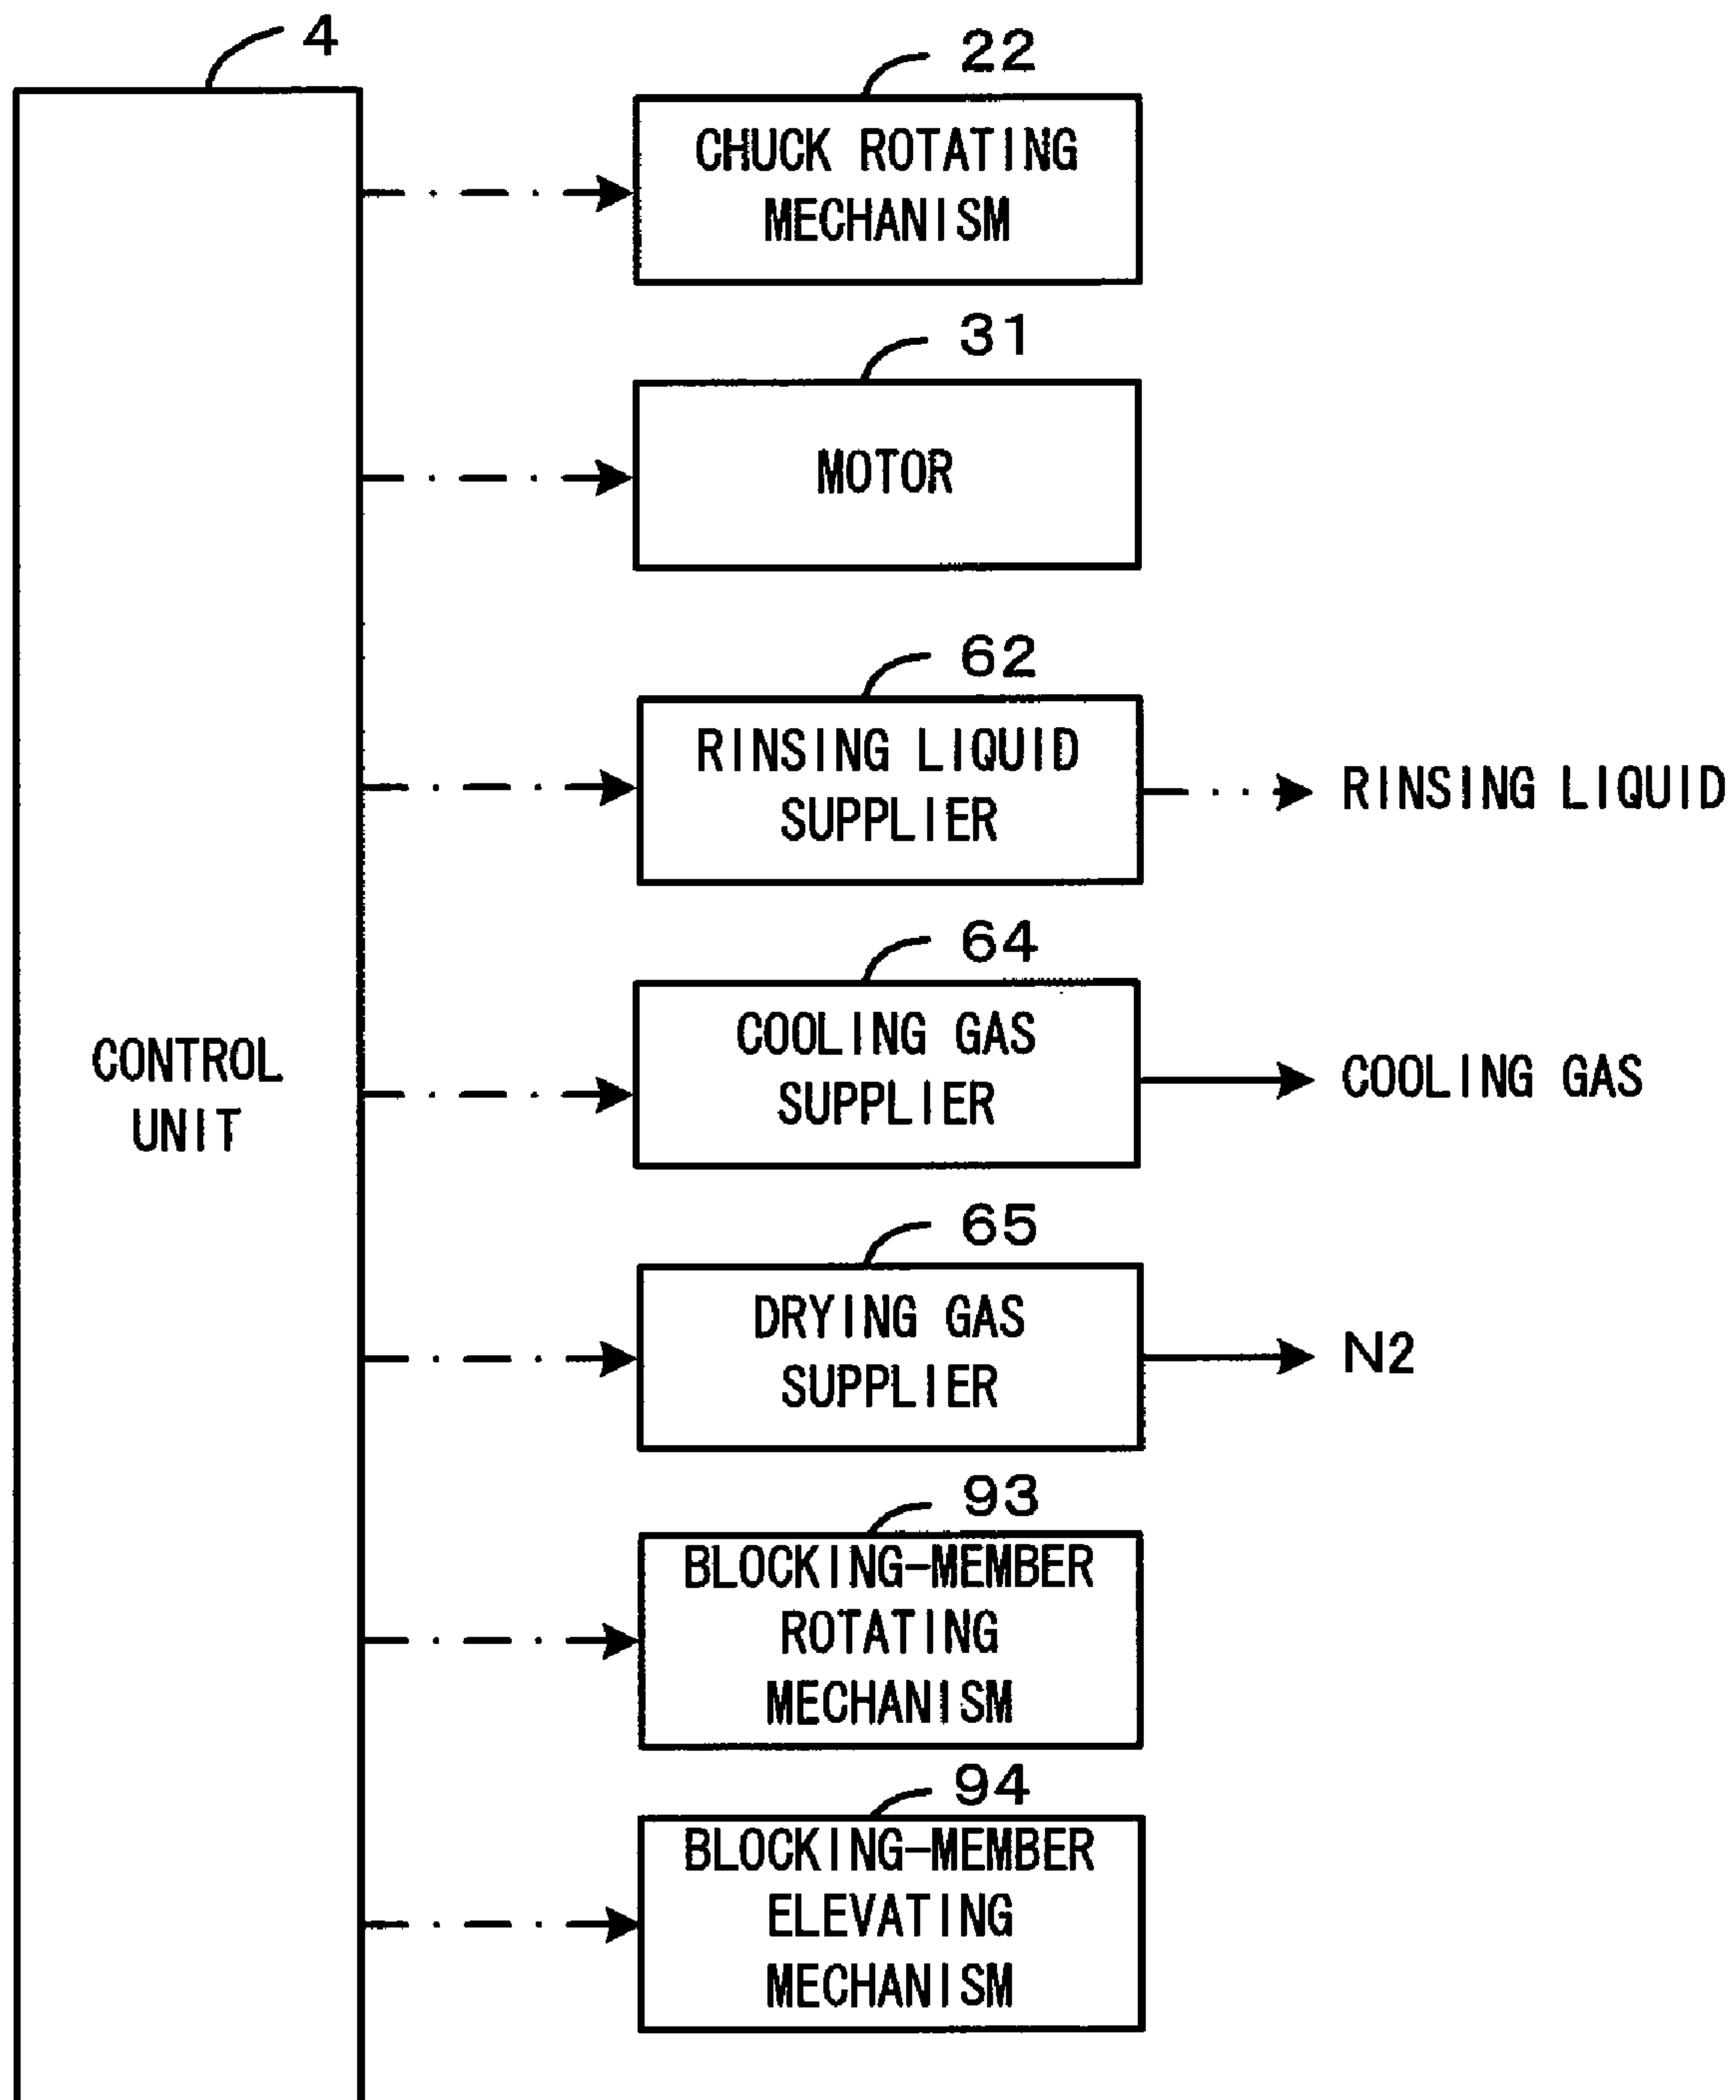 4
22
CHUCK ROTATING
MECHANISM
31
MOTOR
62
RINSING LIQUID
SUPPLIER
RINSING LIQUID
64
COOLING GAS
SUPPLIER
COOLING GAS
CONTROL
UNIT
65
DRYING GAS
SUPPLIER
N2
93
BLOCKING-MEMBER
ROTATING
MECHANISM
94
BLOCKING-MEMBER
ELEVATING
MECHANISM